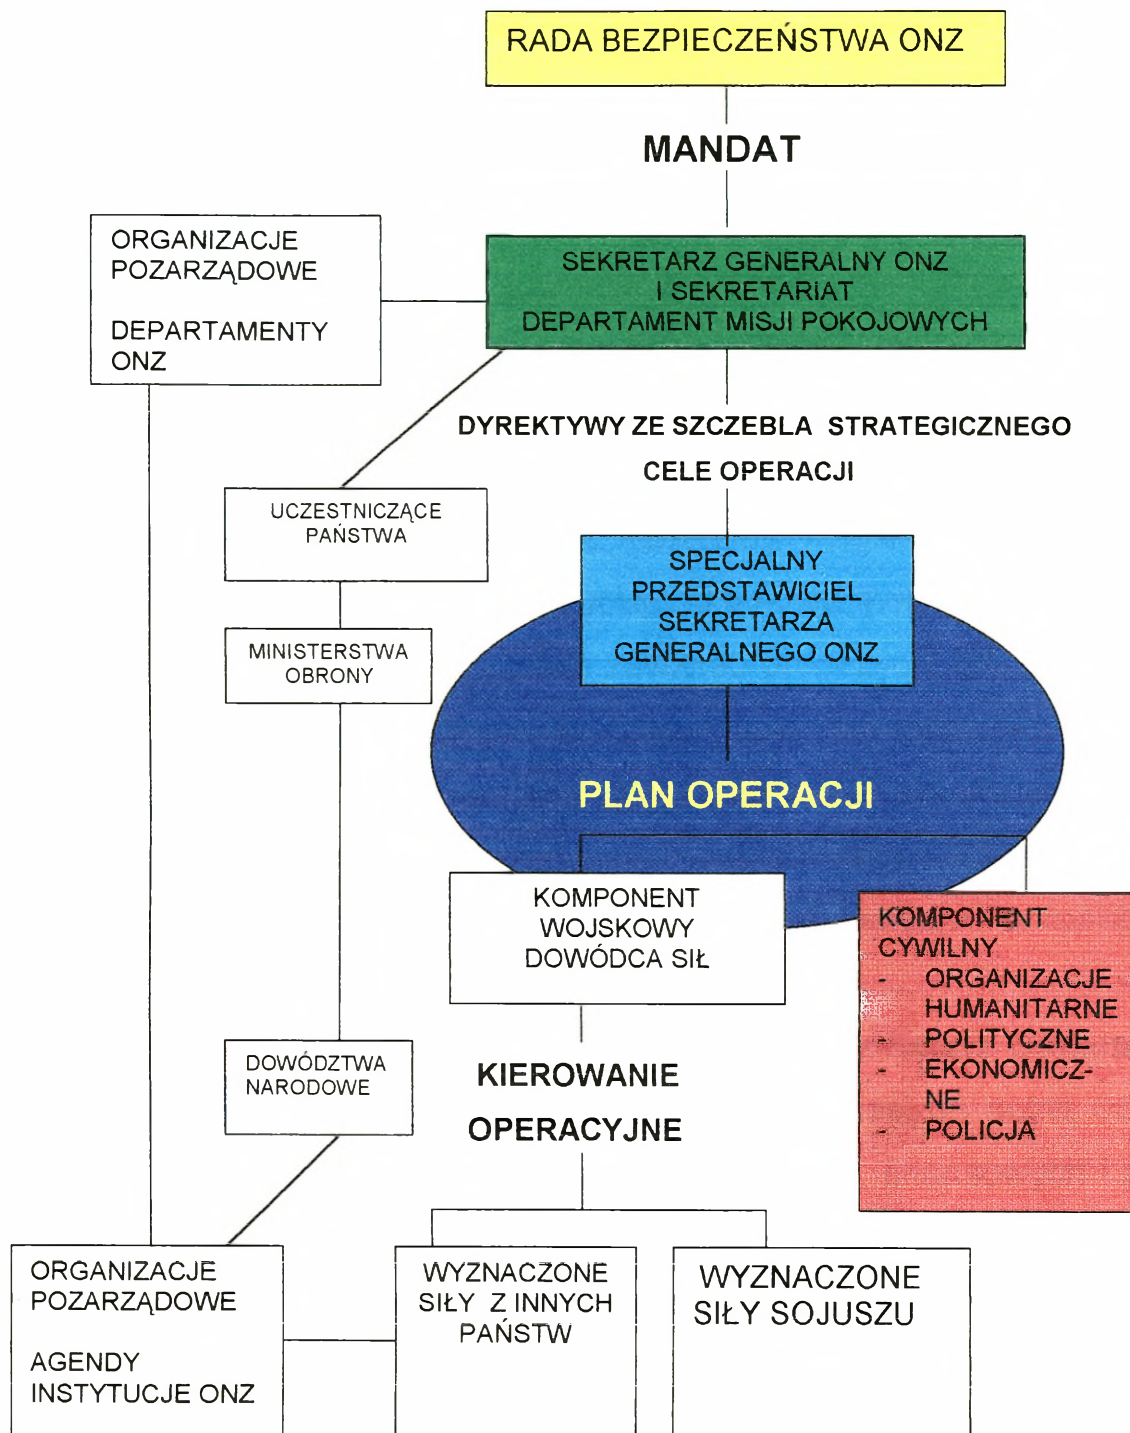 RADA BEZPIECZEŃSTWA ONZ
MANDAT
ORGANIZACJE
POZARZĄDOWE
DEPARTAMENTY
ONZ
SEKRETARZ GENERALNY ONZ
I SEKRETARIAT
DEPARTAMENT MISJI POKOJOWYCH
DYREKTYWY ZE SZCZEBLA STRATEGICZNEGO
CELE OPERACJI
UCZESTNICZĄCE
PAŃSTWA
SPECJALNY
PRZEDSTAWICIEL
SEKRETARZA
GENERALNEGO ONZ
MINISTERSTWA
OBRONY
PLAN OPERACJI
KOMPONENT
WOJSKOWY
DOWÓDCA SIŁ
KOMPONENT
CYWILNY
- ORGANIZACJE
HUMANITARNE
- POLITYCZNE
- EKONOMICZ-
NE
- POLICJA
DOWÓDZTWA
NARODOWE
KIEROWANIE
OPERACYJNE
ORGANIZACJE
POZARZĄDOWE
AGENDY
INSTYTUCJE ONZ
WYZNACZONE
SIŁY Z INNYCH
PAŃSTW
WYZNACZONE
SIŁY SOJUSZU